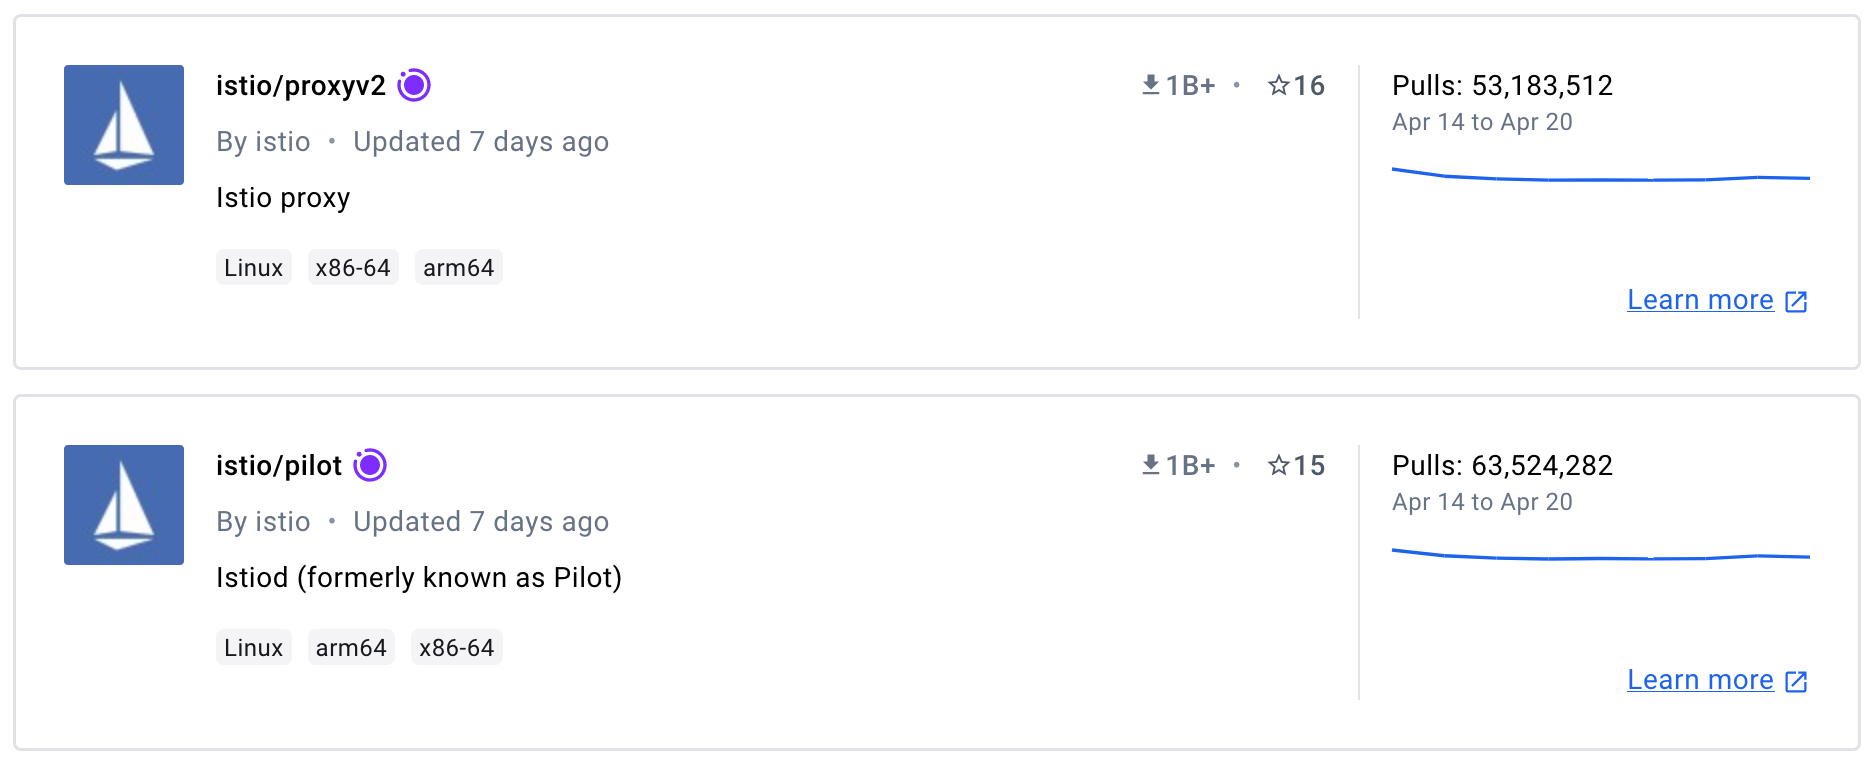 istio/proxyv2
1B+ • 16
By istio • Updated 7 days ago
Istio proxy
Linux x86-64 arm64
Pulls: 53,183,512
Apr 14 to Apr 20
Learn more
istio/pilot
1B+ • 15
By istio • Updated 7 days ago
Istiod (formerly known as Pilot)
Linux arm64 x86-64
Pulls: 63,524,282
Apr 14 to Apr 20
Learn more